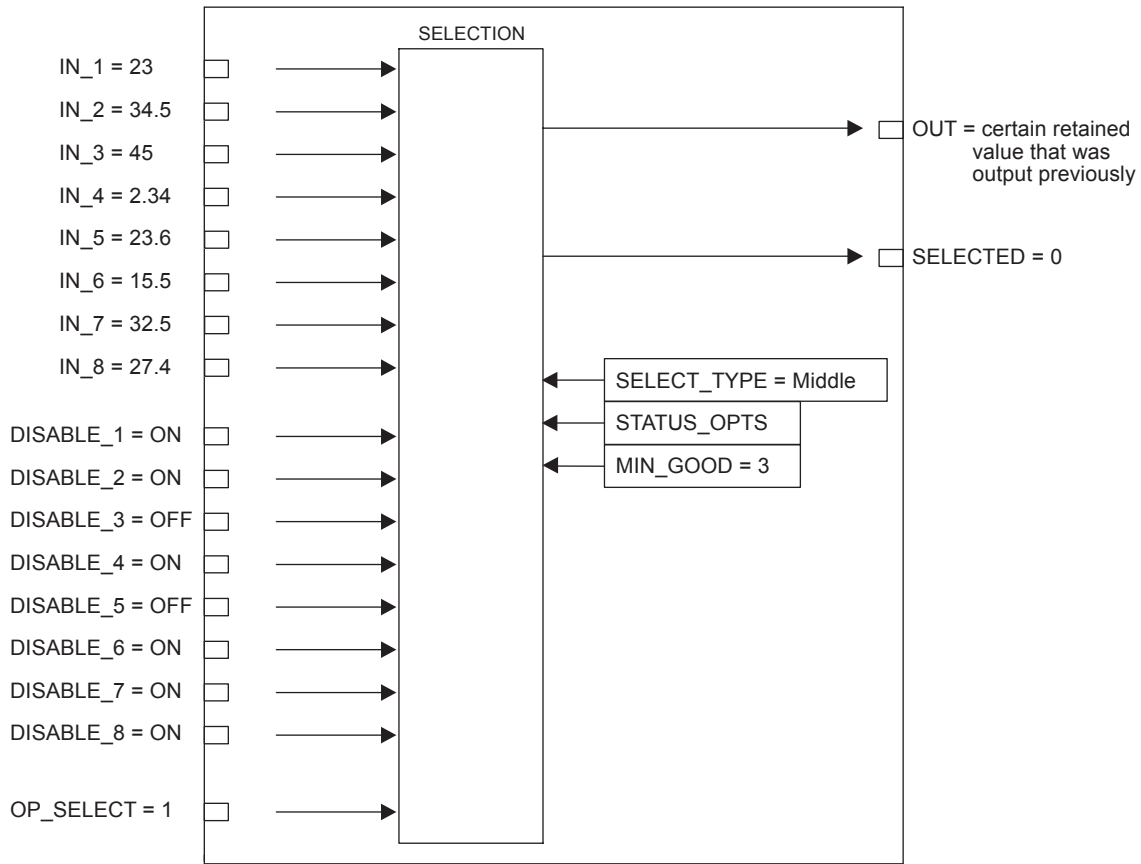 SELECTION
IN_1 = 23
IN_2 = 34.5
IN_3 = 45
IN_4 = 2.34
IN_5 = 23.6
IN_6 = 15.5
IN_7 = 32.5
IN_8 = 27.4
DISABLE_1 = ON
DISABLE_2 = ON
DISABLE_3 = OFF
DISABLE_4 = ON
DISABLE_5 = OFF
DISABLE_6 = ON
DISABLE_7 = ON
DISABLE_8 = ON
OP_SELECT = 1
OUT = certain retained
value that was
output previously
SELECTED = 0
SELECT_TYPE = Middle
STATUS_OPTS
MIN_GOOD = 3